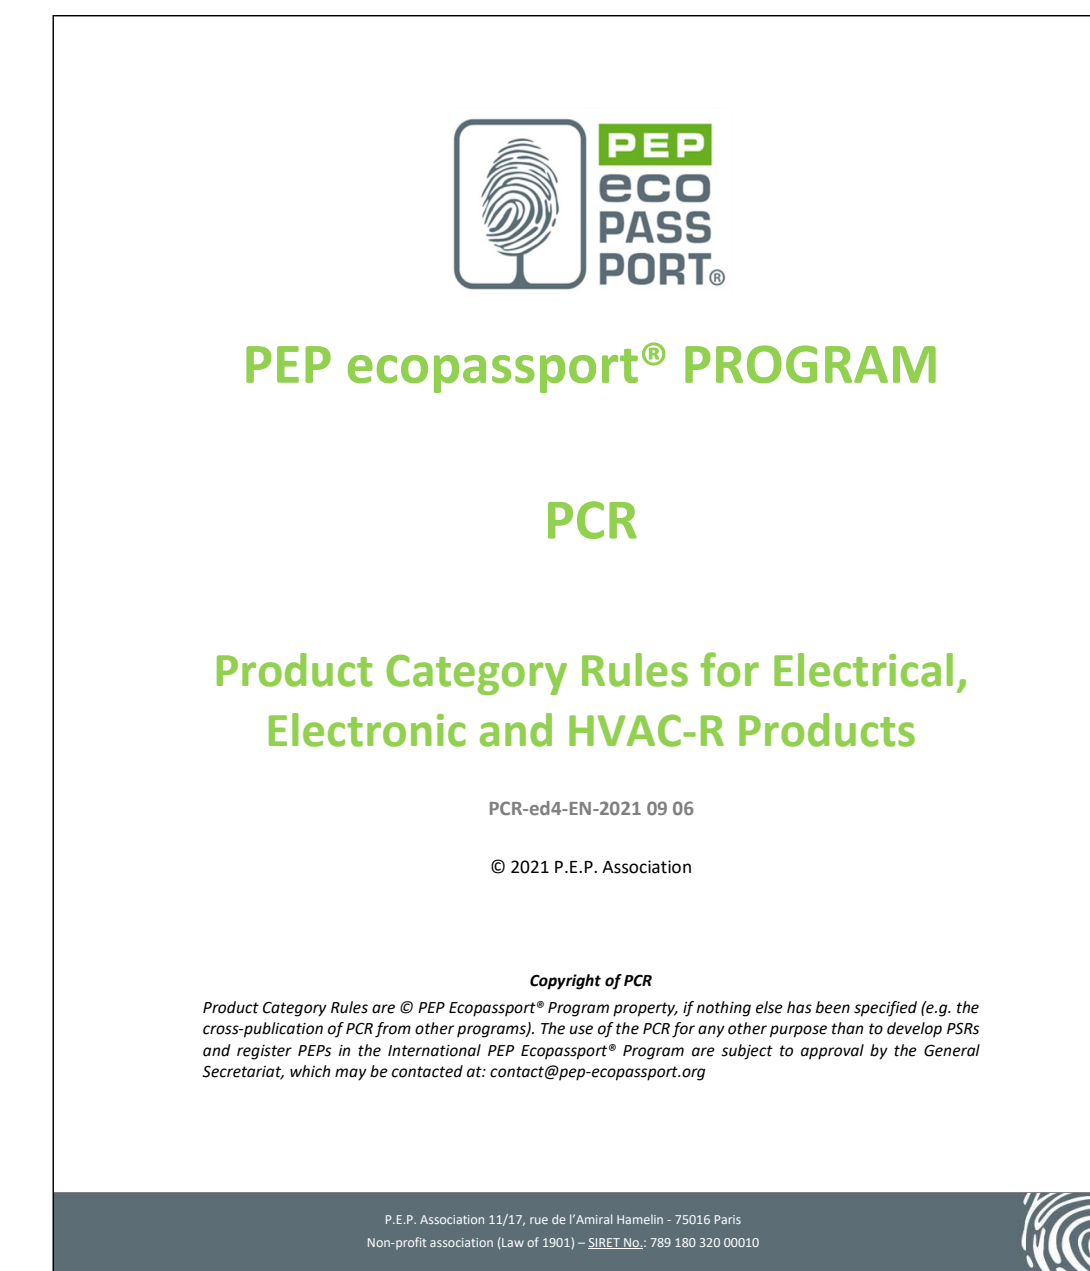 PEP
eco
PASS
PORT®
PEP ecopassport® PROGRAM
PCR
Product Category Rules for Electrical,
Electronic and HVAC-R Products
PCR-ed4-EN-2021 09 06
© 2021 P.E.P. Association
Copyright of PCR
Product Category Rules are © PEP Ecopassport® Program property, if nothing else has been specified (e.g. the
cross-publication of PCR from other programs). The use of the PCR for any other purpose than to develop PSRs
and register PEPs in the International PEP Ecopassport® Program are subject to approval by the General
Secretariat, which may be contacted at: contact@pep-ecopassport.org
P.E.P. Association 11/17, rue de l’Amiral Hamelin - 75016 Paris
Non-profit association (Law of 1901) – SIRET No.: 789 180 320 00010